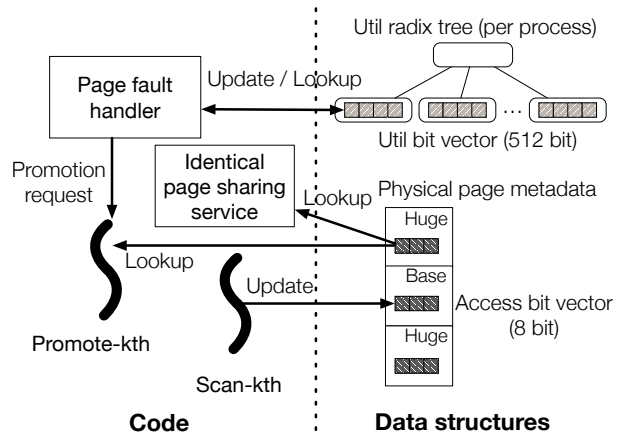 Util radix tree (per process)
Page fault
handler
Update / Lookup
...
Util bit vector (512 bit)
Promotion
request
Identical
page sharing
service
Lookup
Physical page metadata
Huge
Lookup
Base
Update
Access bit vector
(8 bit)
Huge
Promote-kth
Scan-kth
Code
Data structures